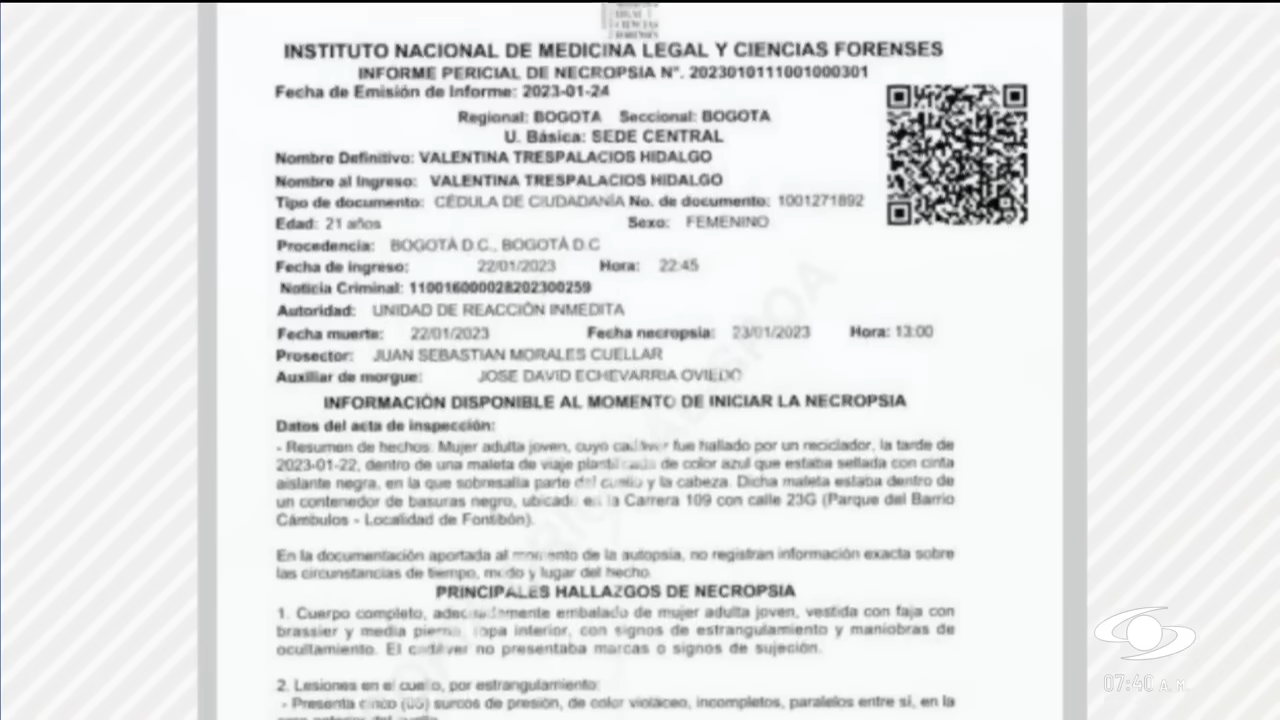 LEGAL Y
CIENCIAS
FORENSES
INSTITUTO NACIONAL DE MEDICINA LEGAL Y CIENCIAS FORENSES
INFORME PERICIAL DE NECROPSIA N°. 2023010111001000301
Fecha de Emisión de Informe: 2023-01-24
Regional: BOGOTA Seccional: BOGOTA
U. Básica: SEDE CENTRAL
Nombre Definitivo: VALENTINA TRESPALACIOS HIDALGO
Nombre al Ingreso: VALENTINA TRESPALACIOS HIDALGO
Tipo de documento: CÉDULA DE CIUDADANÍA No. de documento: 1001271892
Edad: 21 años Sexo: FEMENINO
Procedencia: BOGOTÁ D.C., BOGOTÁ D.C
Fecha de ingreso: 22/01/2023 Hora: 22:45
Noticia Criminal: 110016000028202300259
Autoridad: UNIDAD DE REACCIÓN INMEDITA
Fecha muerte: 22/01/2023 Fecha necropsia: 23/01/2023 Hora: 13:00
Prosector: JUAN SEBASTIAN MORALES CUELLAR
Auxiliar de morgue: JOSE DAVID ECHEVARRIA OVIEDO
INFORMACIÓN DISPONIBLE AL MOMENTO DE INICIAR LA NECROPSIA
Datos del acta de inspección:
- Resumen de hechos: Mujer adulta joven, cuyo cadáver fue hallado por un reciclador, la tarde de
2023-01-22, dentro de una maleta de viaje plastificada de color azul que estaba sellada con cinta
aislante negra, en la que sobresalía parte del cuello y la cabeza. Dicha maleta estaba dentro de
un contenedor de basuras negro, ubicado en la Carrera 109 con calle 23G (Parque del Barrio
Cámbulos - Localidad de Fontibón).
En la documentación aportada al momento de la autopsia, no registran información exacta sobre
las circunstancias de tiempo, modo y lugar del hecho.
PRINCIPALES HALLAZGOS DE NECROPSIA
1. Cuerpo completo, adecuadamente embalado de mujer adulta joven, vestida con faja con
brassier y media pierna, ropa interior, con signos de estrangulamiento y maniobras de
ocultamiento. El cadáver no presentaba marcas o signos de sujeción.
2. Lesiones en el cuello, por estrangulamiento:
- Presenta cinco (05) surcos de presión, de color violáceo, incompletos, paralelos entre sí, en la
07:40 A.M.